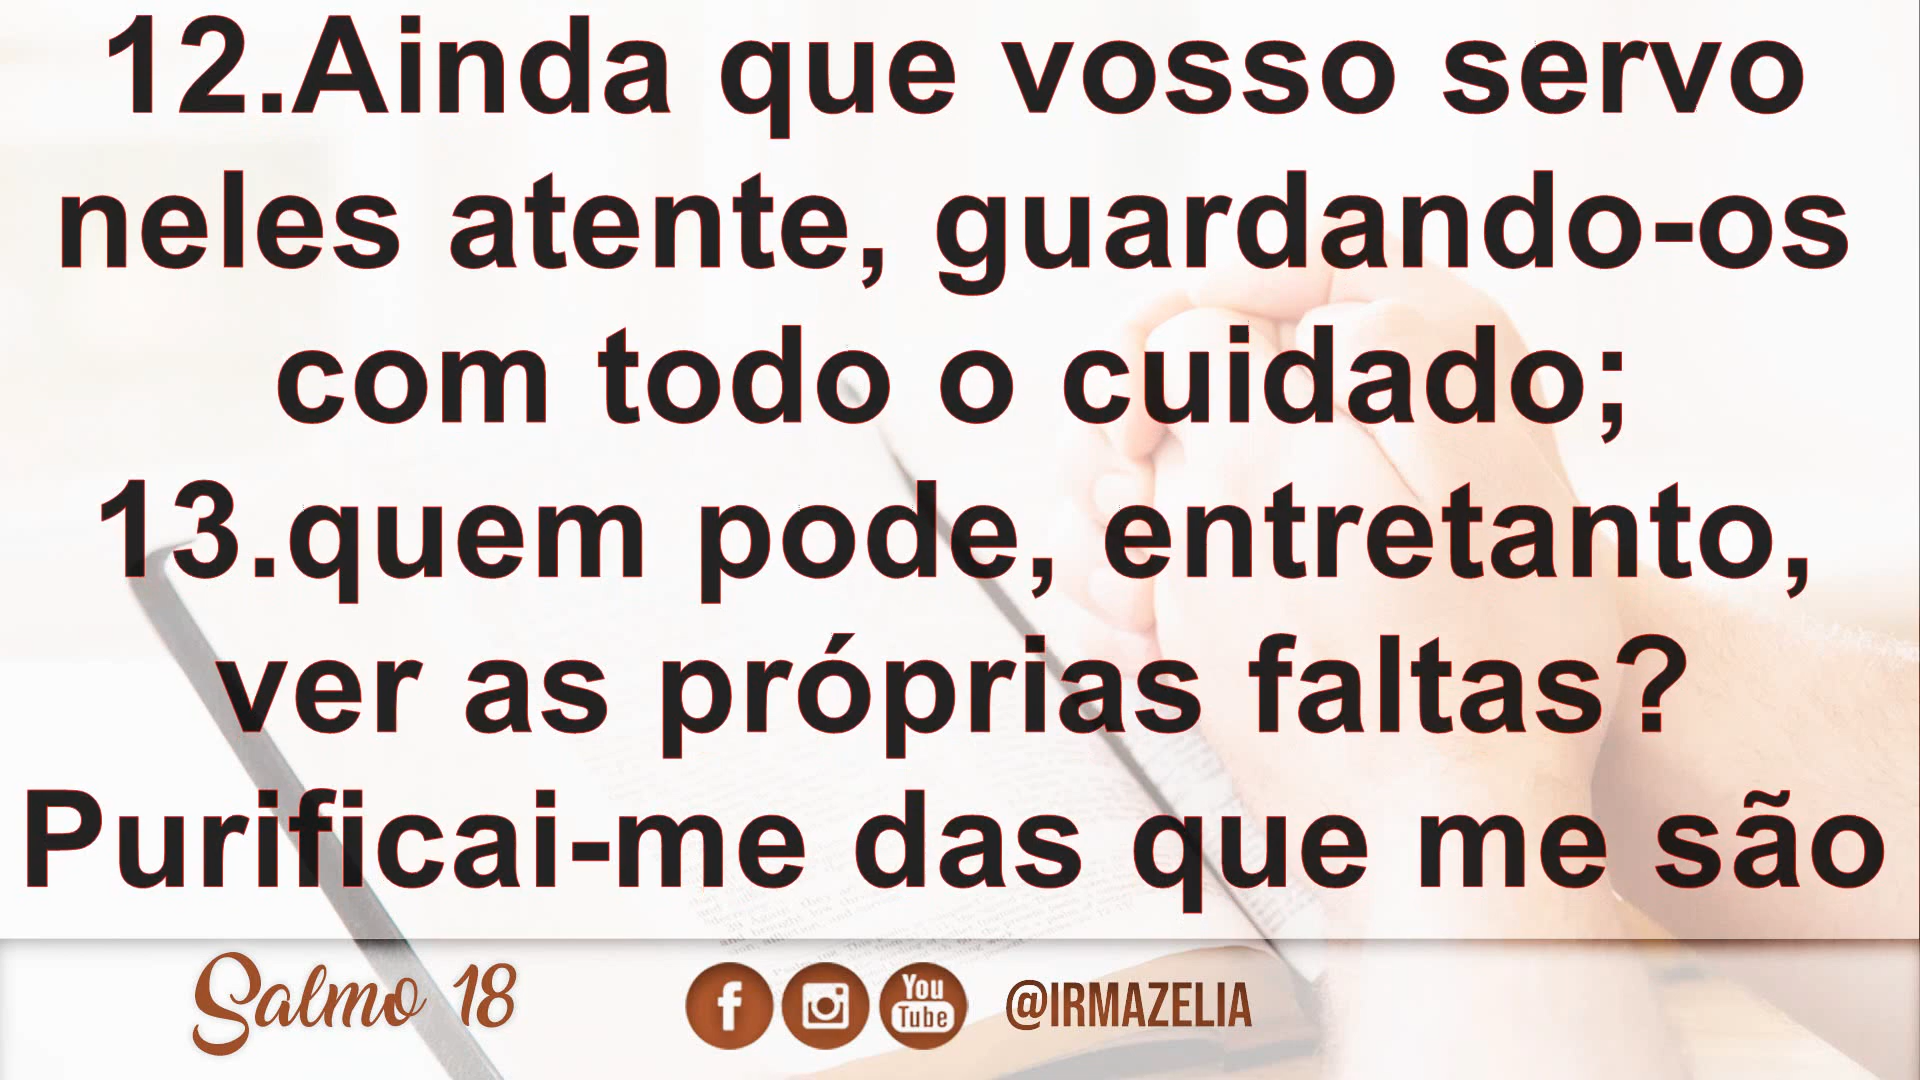 12.Ainda que vosso servo
neles atente, guardando-os
com todo o cuidado;
13.quem pode, entretanto,
ver as próprias faltas?
Purificai-me das que me são
Salmo 18
f
You
Tube
@IRMAZELIA